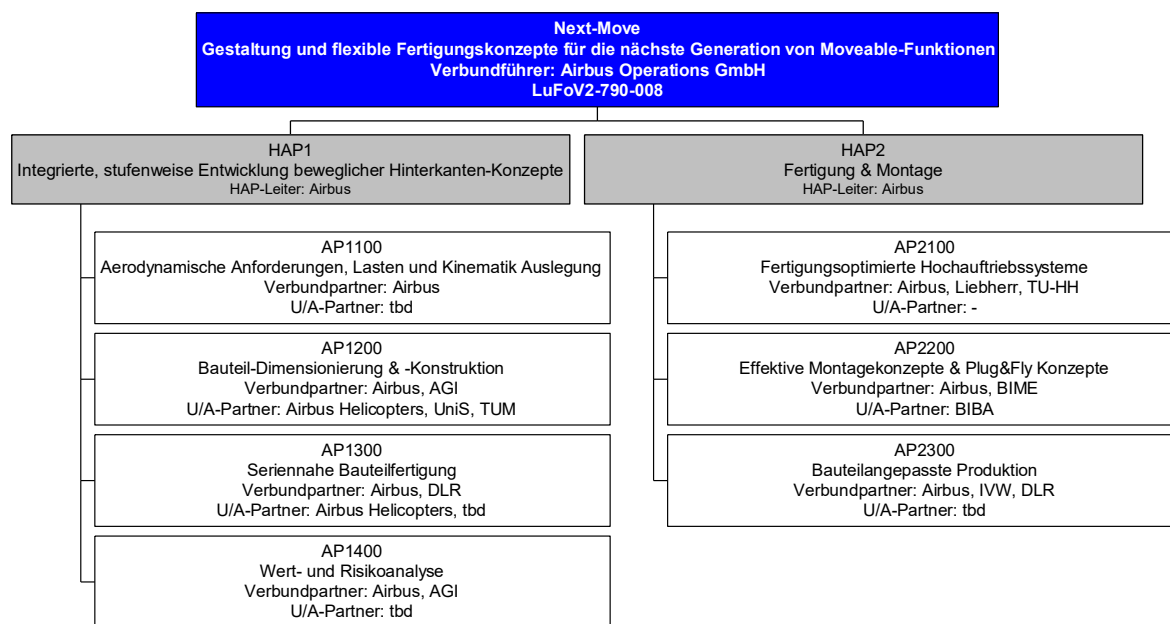 Next-Move
Gestaltung und flexible Fertigungskonzepte für die nächste Generation von Moveable-Funktionen
Verbundführer: Airbus Operations GmbH
LuFoV2-790-008
HAP1
Integrierte, stufenweise Entwicklung beweglicher Hinterkanten-Konzepte
HAP-Leiter: Airbus
AP1100
Aerodynamische Anforderungen, Lasten und Kinematik Auslegung
Verbundpartner: Airbus
U/A-Partner: tbd
AP1200
Bauteil-Dimensionierung & -Konstruktion
Verbundpartner: Airbus, AGI
U/A-Partner: Airbus Helicopters, UniS, TUM
AP1300
Seriennahe Bauteilfertigung
Verbundpartner: Airbus, DLR
U/A-Partner: Airbus Helicopters, tbd
AP1400
Wert- und Risikoanalyse
Verbundpartner: Airbus, AGI
U/A-Partner: tbd
HAP2
Fertigung & Montage
HAP-Leiter: Airbus
AP2100
Fertigungsoptimierte Hochauftriebssysteme
Verbundpartner: Airbus, Liebherr, TU-HH
U/A-Partner: -
AP2200
Effektive Montagekonzepte & Plug&Fly Konzepte
Verbundpartner: Airbus, BIME
U/A-Partner: BIBA
AP2300
Bauteilangepasste Produktion
Verbundpartner: Airbus, IVW, DLR
U/A-Partner: tbd